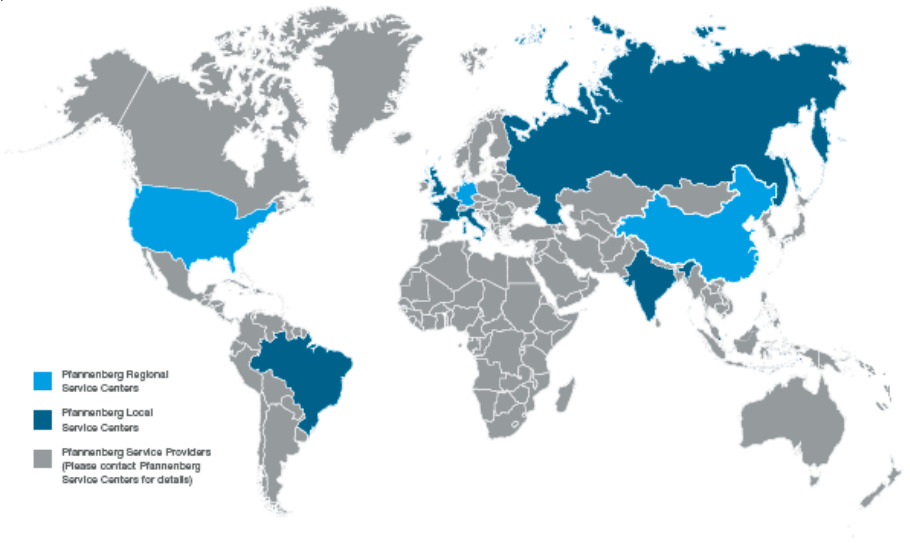 Pfannenberg Regional
Service Centers
Pfannenberg Local
Service Centers
Pfannenberg Service Providers
(Please contact Pfannenberg
Service Centers for details)